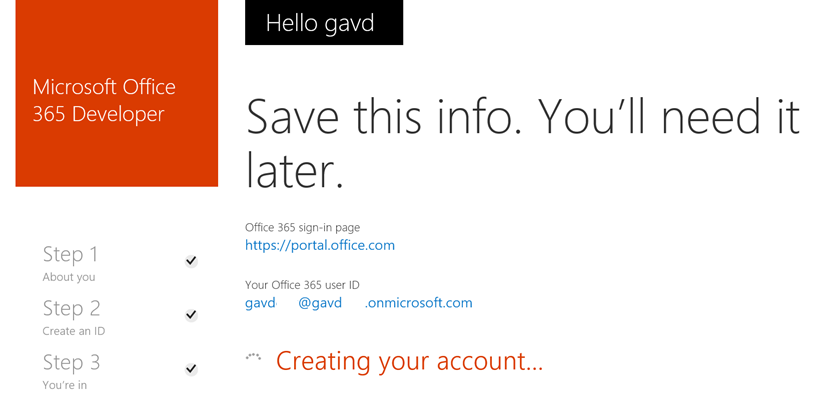 Hello gavd
Microsoft Office
365 Developer
Save this info. You'll need it
later.
Office 365 sign-in page
https://portal.office.com
Your Office 365 user ID
gavd @gavd .onmicrosoft.com
Creating your account...
Step 1
About you
Step 2
Create an ID
Step 3
You're in